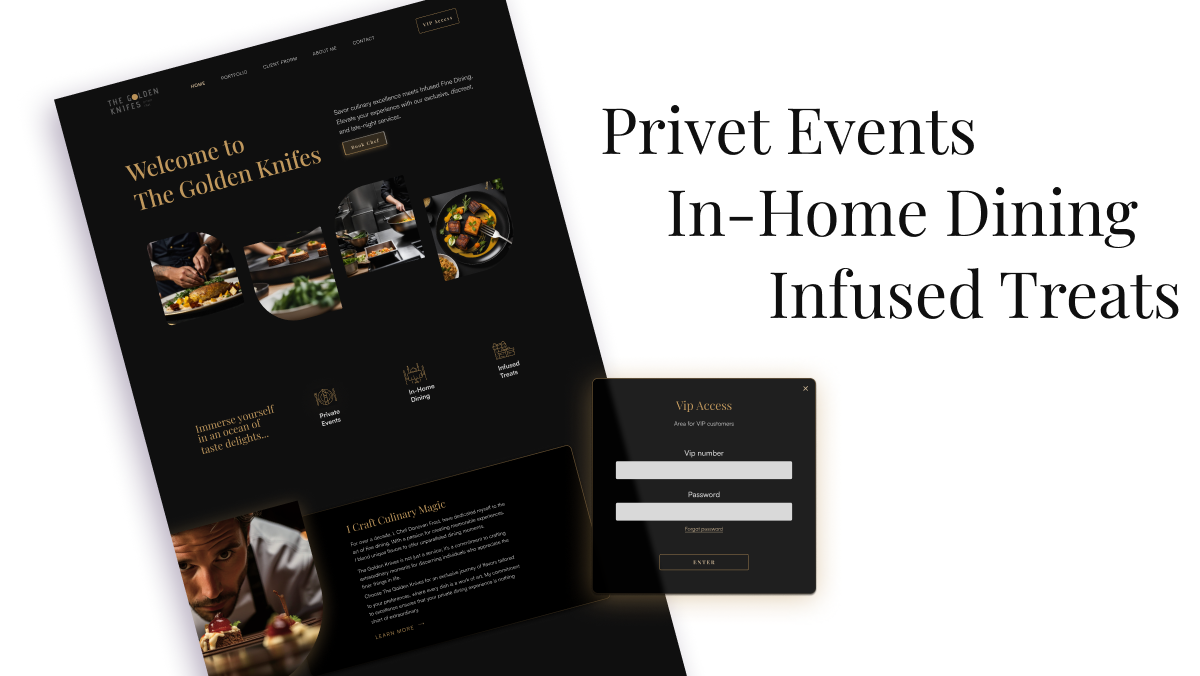 VIP Access
HOME
PORTFOLIO
CLIENT FROOM
ABOUT ME
CONTACT
THE GOLDEN
KNIFES
Savor culinary excellence meets Infused Fine Dining.
Elevate your experience with our exclusive, discreet,
and late-night services.
Book Chef
Welcome to
The Golden Knifes
Immerse yourself
in an ocean of
taste delights...
Private
Events
In-Home
Dining
Infused
Treats
I Craft Culinary Magic
For over a decade, I, Chef Donovan Frost, have dedicated myself to the
art of fine dining. With a passion for creating memorable experiences,
I blend unique flavors to offer unparalleled dining moments.
The Golden Knifes is not just a service; it's a commitment to crafting
extraordinary moments for discerning individuals who appreciate the
finer things in life.
Choose The Golden Knifes for an exclusive journey of flavors tailored
to your preferences, where every dish is a work of art. My commitment
to excellence ensures that your private dining experience is nothing
short of extraordinary.
LEARN MORE
Privet Events
In-Home Dining
Infused Treats
Vip Access
Area for VIP customers
Vip number
Password
Forgot password
ENTER